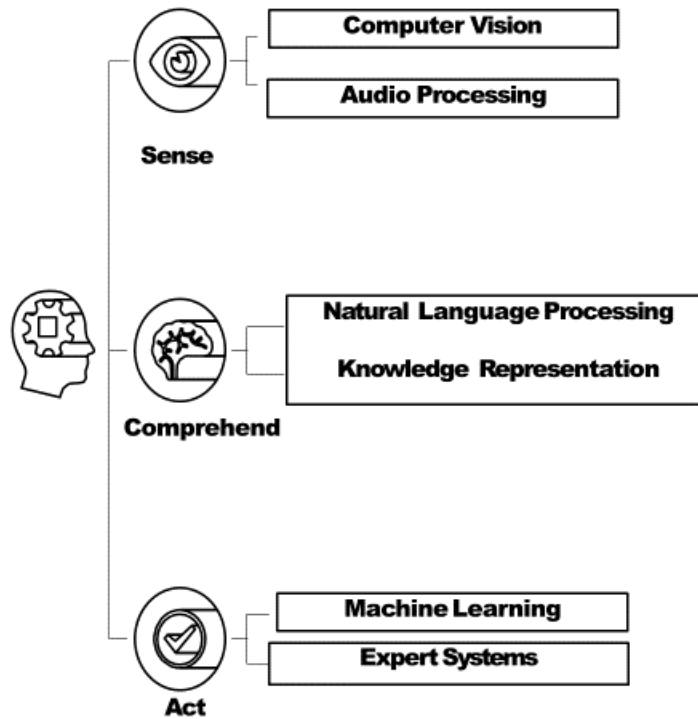 Computer Vision
Audio Processing
Sense
Natural Language Processing
Knowledge Representation
Comprehend
Machine Learning
Expert Systems
Act